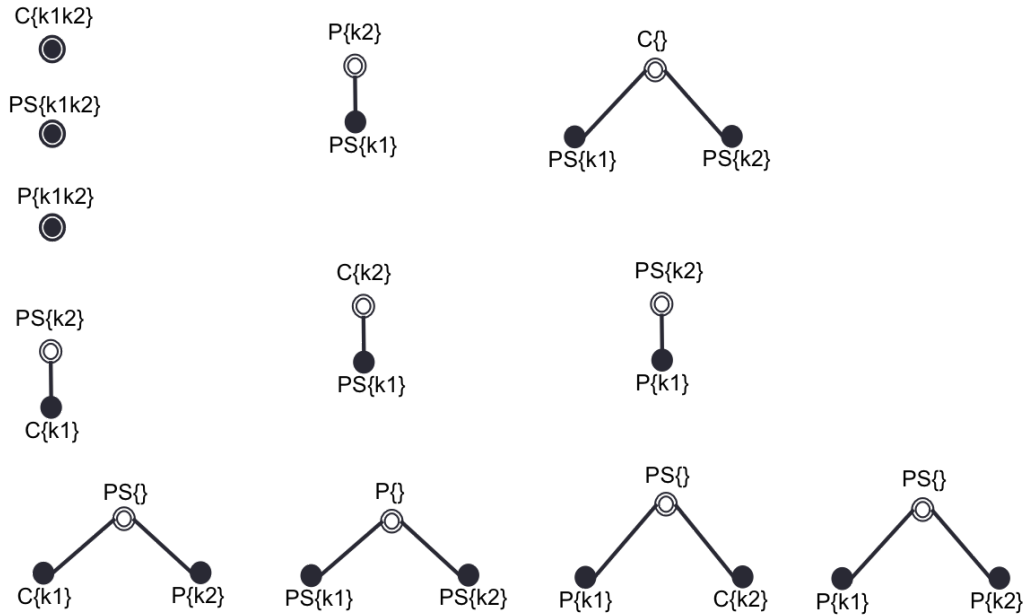 C{k1k2}
P{k2}
C{}
PS{k1k2}
PS{k1}
PS{k1}
PS{k2}
P{k1k2}
C{k2}
PS{k2}
PS{k2}
PS{k1}
P{k1}
C{k1}
PS{}
P{}
PS{}
PS{}
C{k1}
P{k2}
PS{k1}
PS{k2}
P{k1}
C{k2}
P{k1}
P{k2}